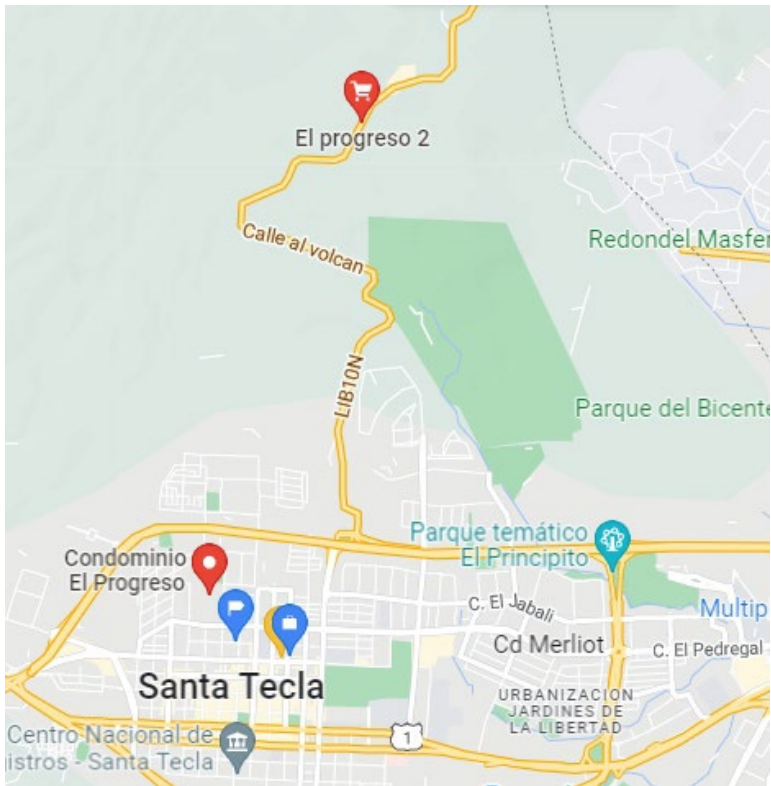 El progreso 2
Calle al volcan
Redondel Masfer
LIB10N
Parque del Bicente
Parque temático
El Principito
Condominio
El Progreso
C. El Jabali
Multip
Cd Merliot
C. El Pedregal
Santa Tecla
URBANIZACION
JARDINES DE
LA LIBERTAD
Centro Nacional de
istros - Santa Tecla
1